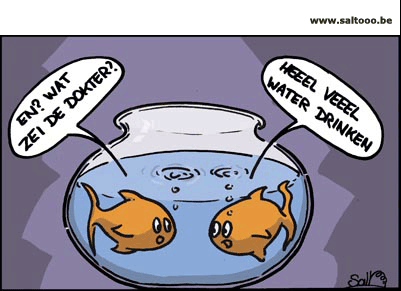 www.saltooo.be
EN? WAT
ZEI DE DOKTER?
HEEEL VEEEL
WATER DRINKEN